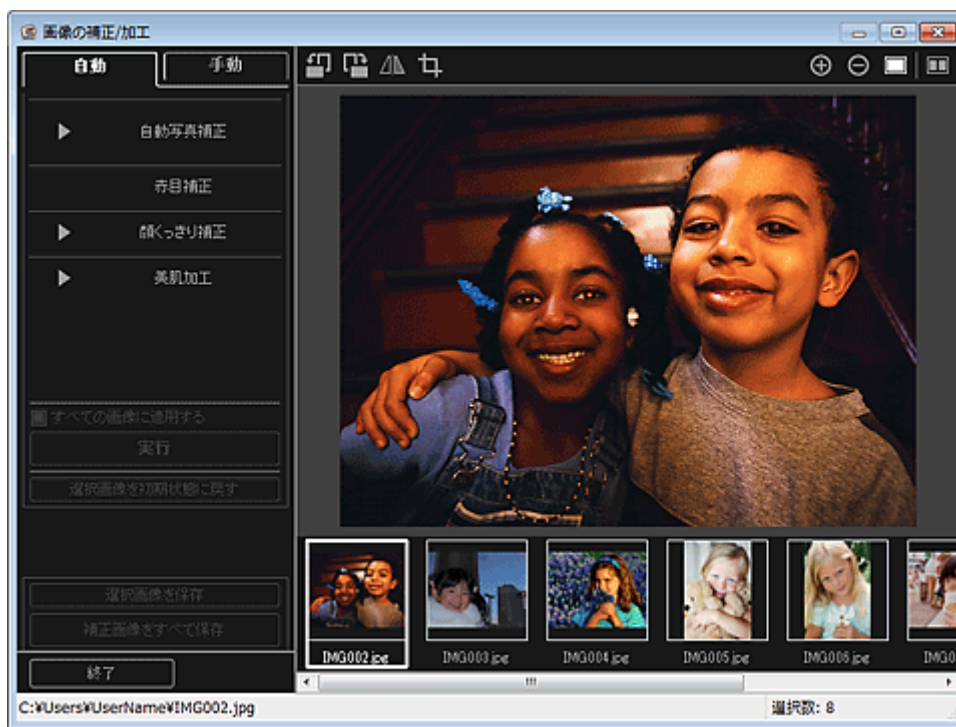 画像の補正/加工
自動
手動
自動写真補正
赤目補正
顔くっきり補正
美肌加工
すべての画像に適用する
実行
選択画像を初期状態に戻す
選択画像を保存
補正画像をすべて保存
終了
IMG002.jpg
IMG003.jpg
IMG004.jpg
IMG005.jpg
IMG006.jpg
IMG0
C:¥Users¥UserName¥IMG002.jpg
選択数: 8